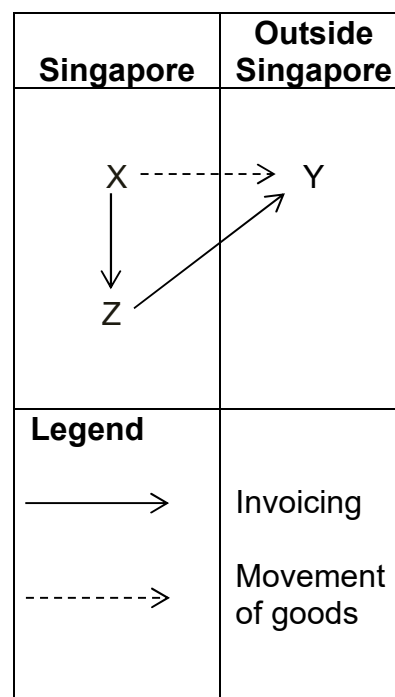 Singapore
Outside
Singapore
X
Y
Z
Legend
Invoicing
Movement
of goods